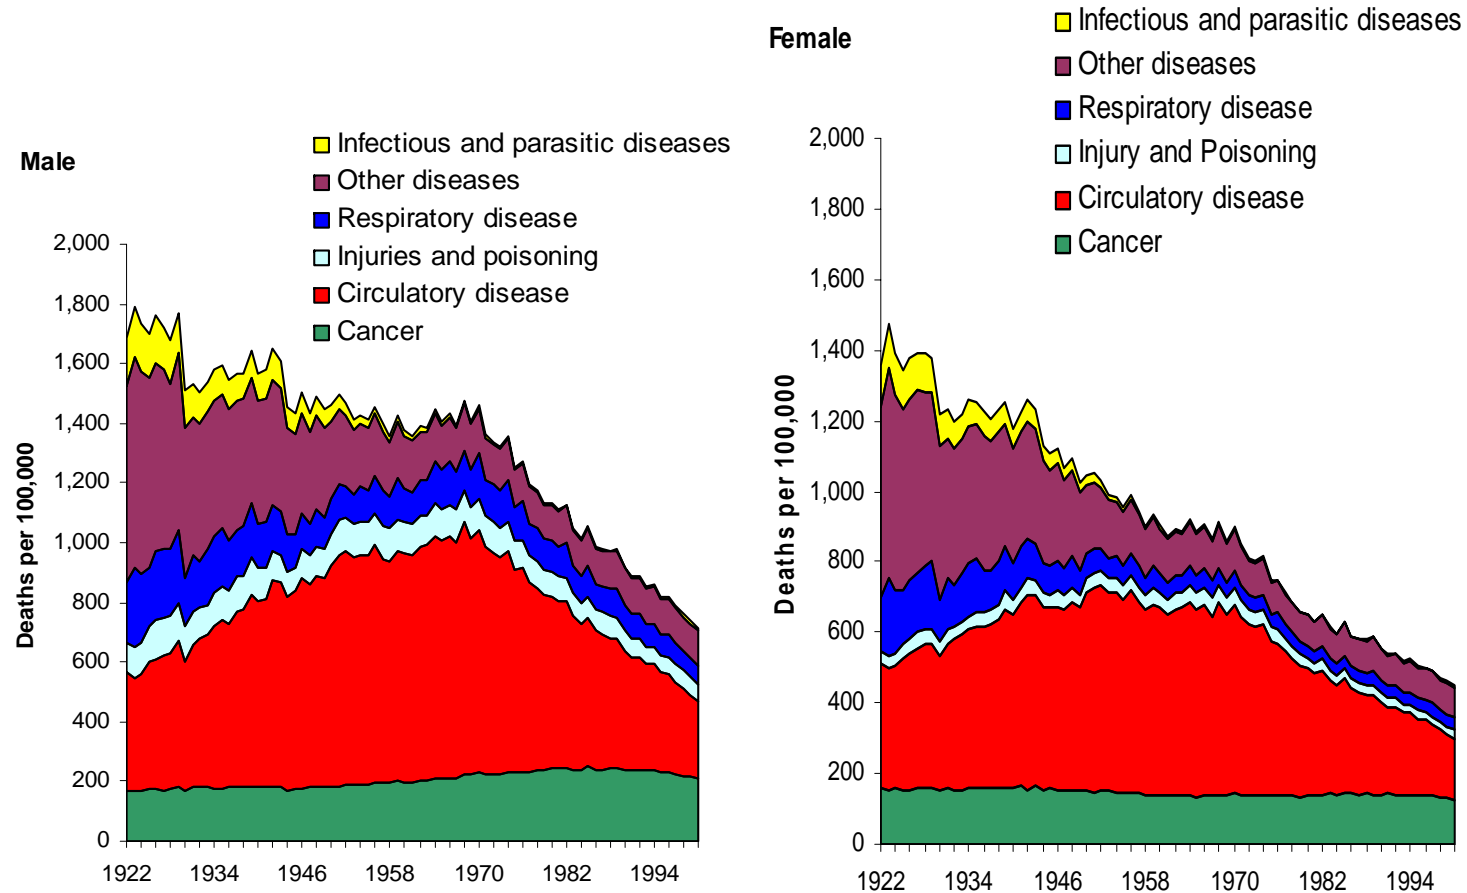 Male
Infectious and parasitic diseases
Other diseases
Respiratory disease
Injuries and poisoning
Circulatory disease
Cancer
Deaths per 100,000
2,000
1,800
1,600
1,400
1,200
1,000
800
600
400
200
0
1922 1934 1946 1958 1970 1982 1994
Female
Infectious and parasitic diseases
Other diseases
Respiratory disease
Injury and Poisoning
Circulatory disease
Cancer
Deaths per 100,000
2,000
1,800
1,600
1,400
1,200
1,000
800
600
400
200
0
1922 1934 1946 1958 1970 1982 1994